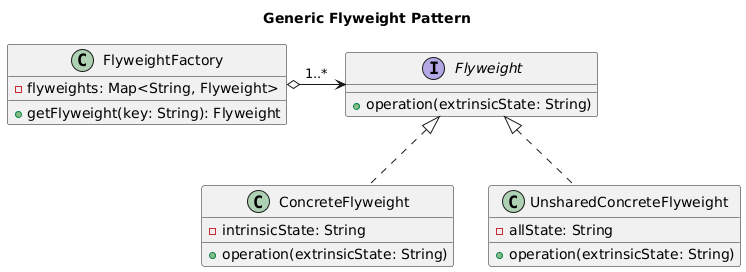 Generic Flyweight Pattern
C FlyweightFactory
flyweights: Map<String, Flyweight>
getFlyweight(key: String): Flyweight
1..*
I Flyweight
operation(extrinsicState: String)
C ConcreteFlyweight
intrinsicState: String
operation(extrinsicState: String)
C UnsharedConcreteFlyweight
allState: String
operation(extrinsicState: String)